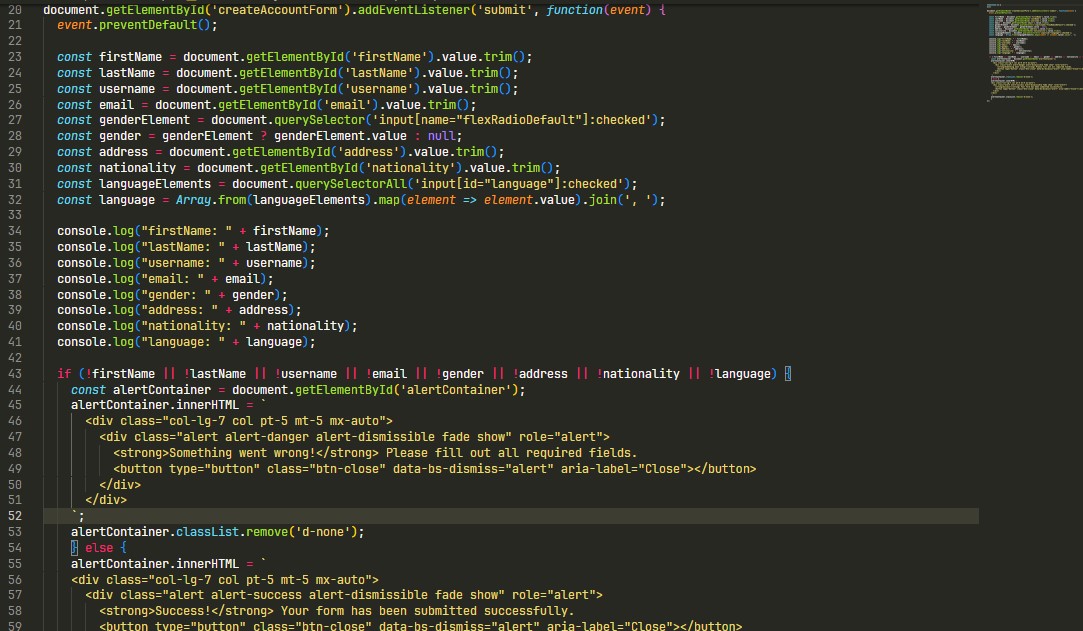 20 document.getElementById('createAccountForm').addEventListener('submit', function(event) {
21   event.preventDefault();
22
23   const firstName = document.getElementById('firstName').value.trim();
24   const lastName = document.getElementById('lastName').value.trim();
25   const username = document.getElementById('username').value.trim();
26   const email = document.getElementById('email').value.trim();
27   const genderElement = document.querySelector('input[name="flexRadioDefault"]:checked');
28   const gender = genderElement ? genderElement.value : null;
29   const address = document.getElementById('address').value.trim();
30   const nationality = document.getElementById('nationality').value.trim();
31   const languageElements = document.querySelectorAll('input[id="language"]:checked');
32   const language = Array.from(languageElements).map(element => element.value).join(', ');
33
34   console.log("firstName: " + firstName);
35   console.log("lastName: " + lastName);
36   console.log("username: " + username);
37   console.log("email: " + email);
38   console.log("gender: " + gender);
39   console.log("address: " + address);
40   console.log("nationality: " + nationality);
41   console.log("language: " + language);
42
43   if (!firstName || !lastName || !username || !email || !gender || !address || !nationality || !language) {
44     const alertContainer = document.getElementById('alertContainer');
45     alertContainer.innerHTML = `
46       <div class="col-lg-7 col pt-5 mt-5 mx-auto">
47         <div class="alert alert-danger alert-dismissible fade show" role="alert">
48           <strong>Something went wrong!</strong> Please fill out all required fields.
49           <button type="button" class="btn-close" data-bs-dismiss="alert" aria-label="Close"></button>
50         </div>
51       </div>
52     `;
53     alertContainer.classList.remove('d-none');
54     } else {
55     alertContainer.innerHTML = `
56     <div class="col-lg-7 col pt-5 mt-5 mx-auto">
57       <div class="alert alert-success alert-dismissible fade show" role="alert">
58         <strong>Success!</strong> Your form has been submitted successfully.
59         <button type="button" class="btn-close" data-bs-dismiss="alert" aria-label="Close"></button>